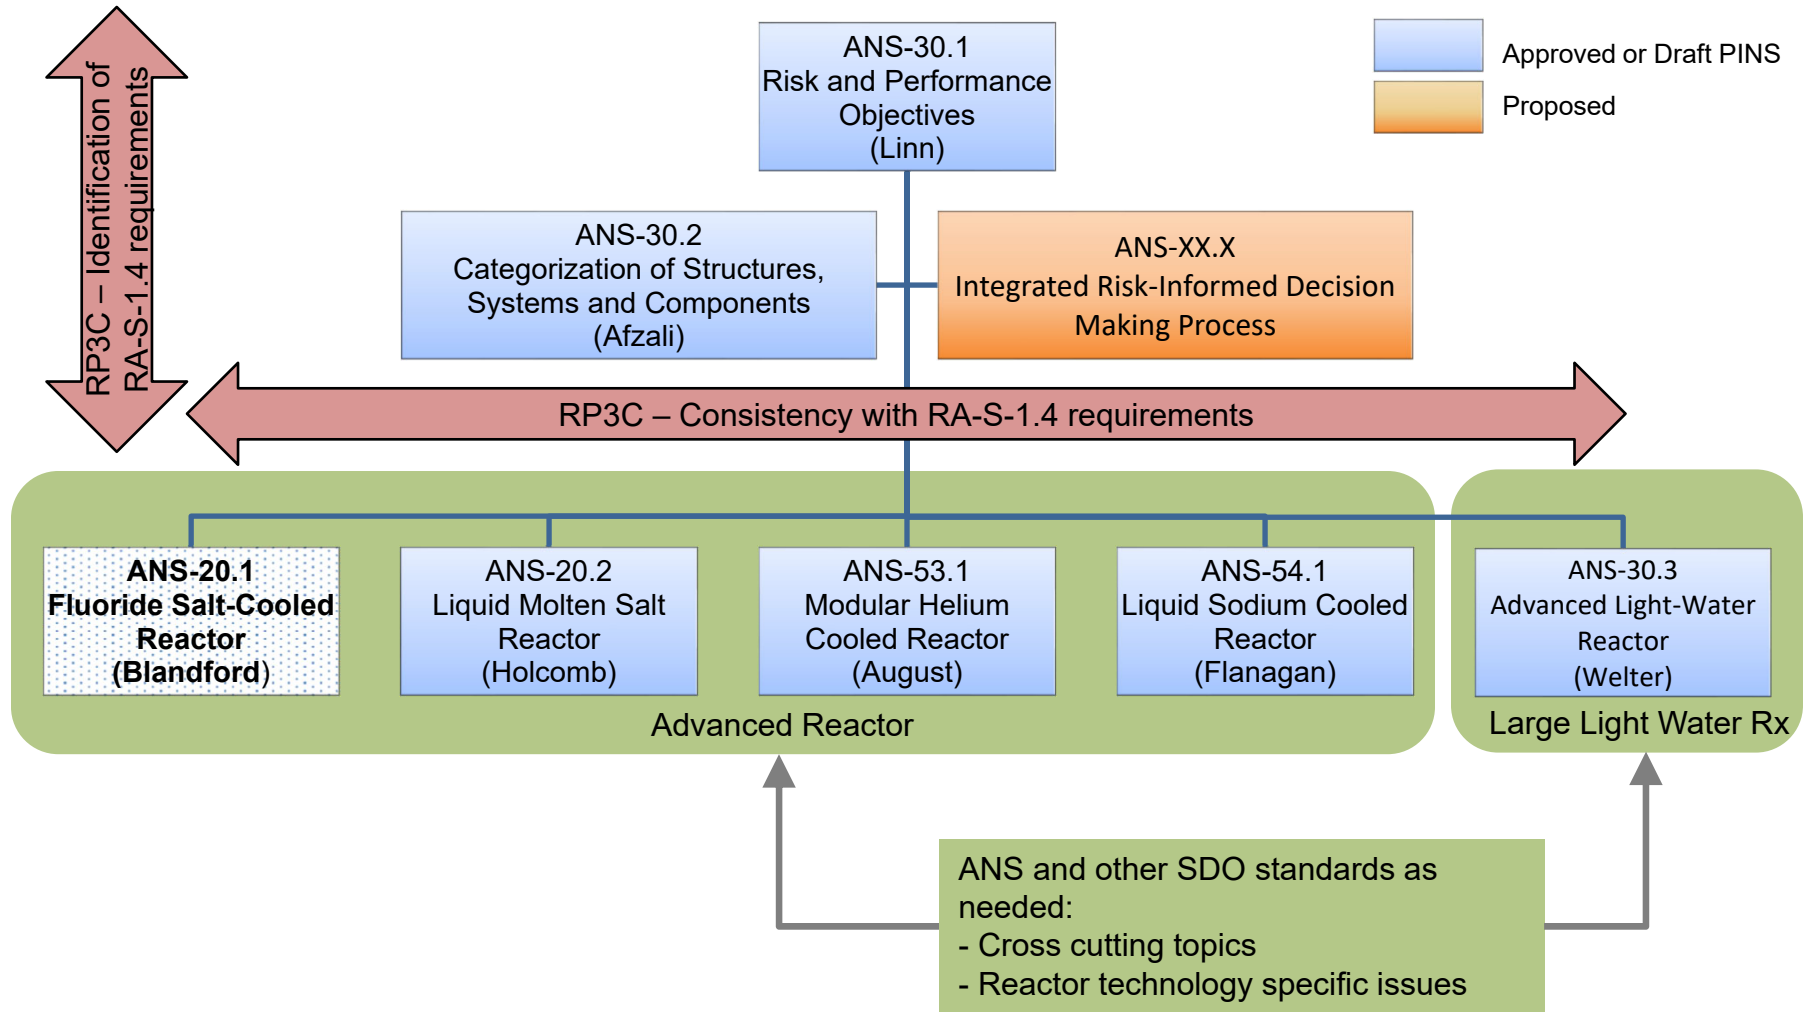 RP3C – Identification of
RA-S-1.4 requirements
ANS-30.1
Risk and Performance
Objectives
(Linn)
Approved or Draft PINS
Proposed
ANS-30.2
Categorization of Structures,
Systems and Components
(Afzali)
ANS-XX.X
Integrated Risk-Informed Decision
Making Process
RP3C – Consistency with RA-S-1.4 requirements
ANS-20.1
Fluoride Salt-Cooled
Reactor
(Blandford)
ANS-20.2
Liquid Molten Salt
Reactor
(Holcomb)
ANS-53.1
Modular Helium
Cooled Reactor
(August)
ANS-54.1
Liquid Sodium Cooled
Reactor
(Flanagan)
ANS-30.3
Advanced Light-Water
Reactor
(Welter)
Advanced Reactor
Large Light Water Rx
ANS and other SDO standards as
needed:
- Cross cutting topics
- Reactor technology specific issues